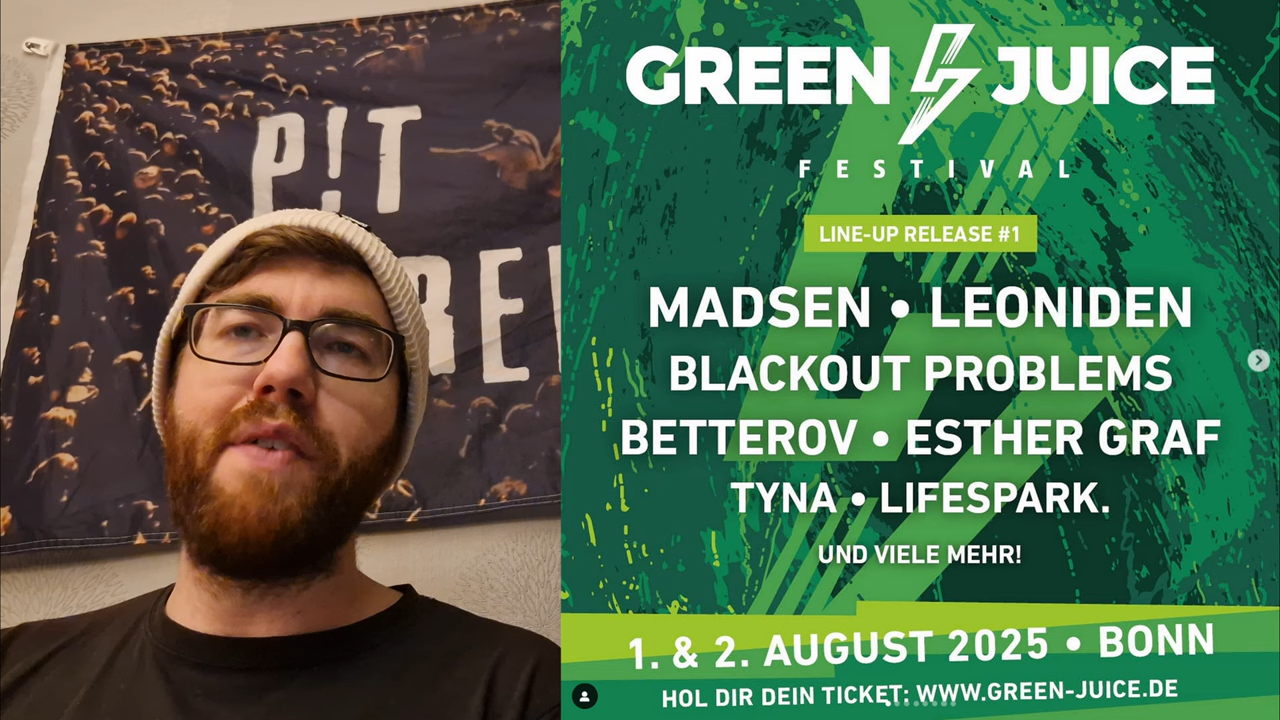 P!T
GREEN JUICE
FESTIVAL
LINE-UP RELEASE #1
MADSEN • LEONIDEN
BLACKOUT PROBLEMS
BETTEROV • ESTHER GRAF
TYNA • LIFESPARK.
UND VIELE MEHR!
1. & 2. AUGUST 2025 • BONN
HOL DIR DEIN TICKET: WWW.GREEN-JUICE.DE